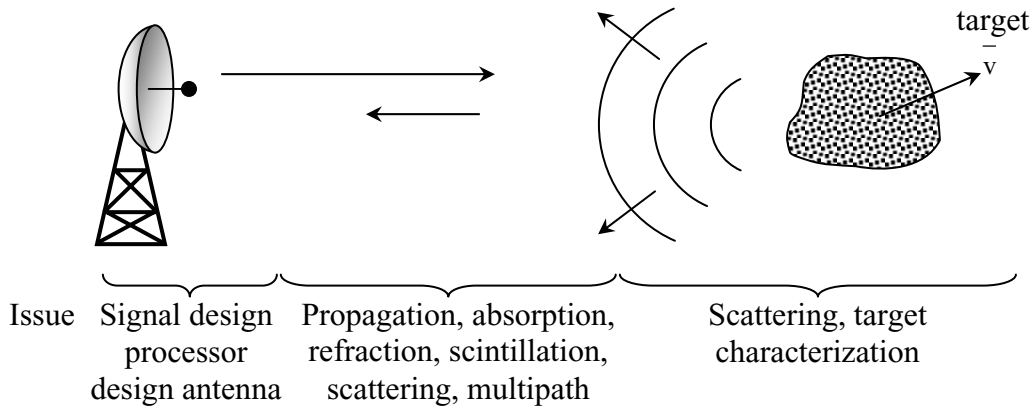 target
v̄
Issue
Signal design
processor
design antenna
Propagation, absorption,
refraction, scintillation,
scattering, multipath
Scattering, target
characterization